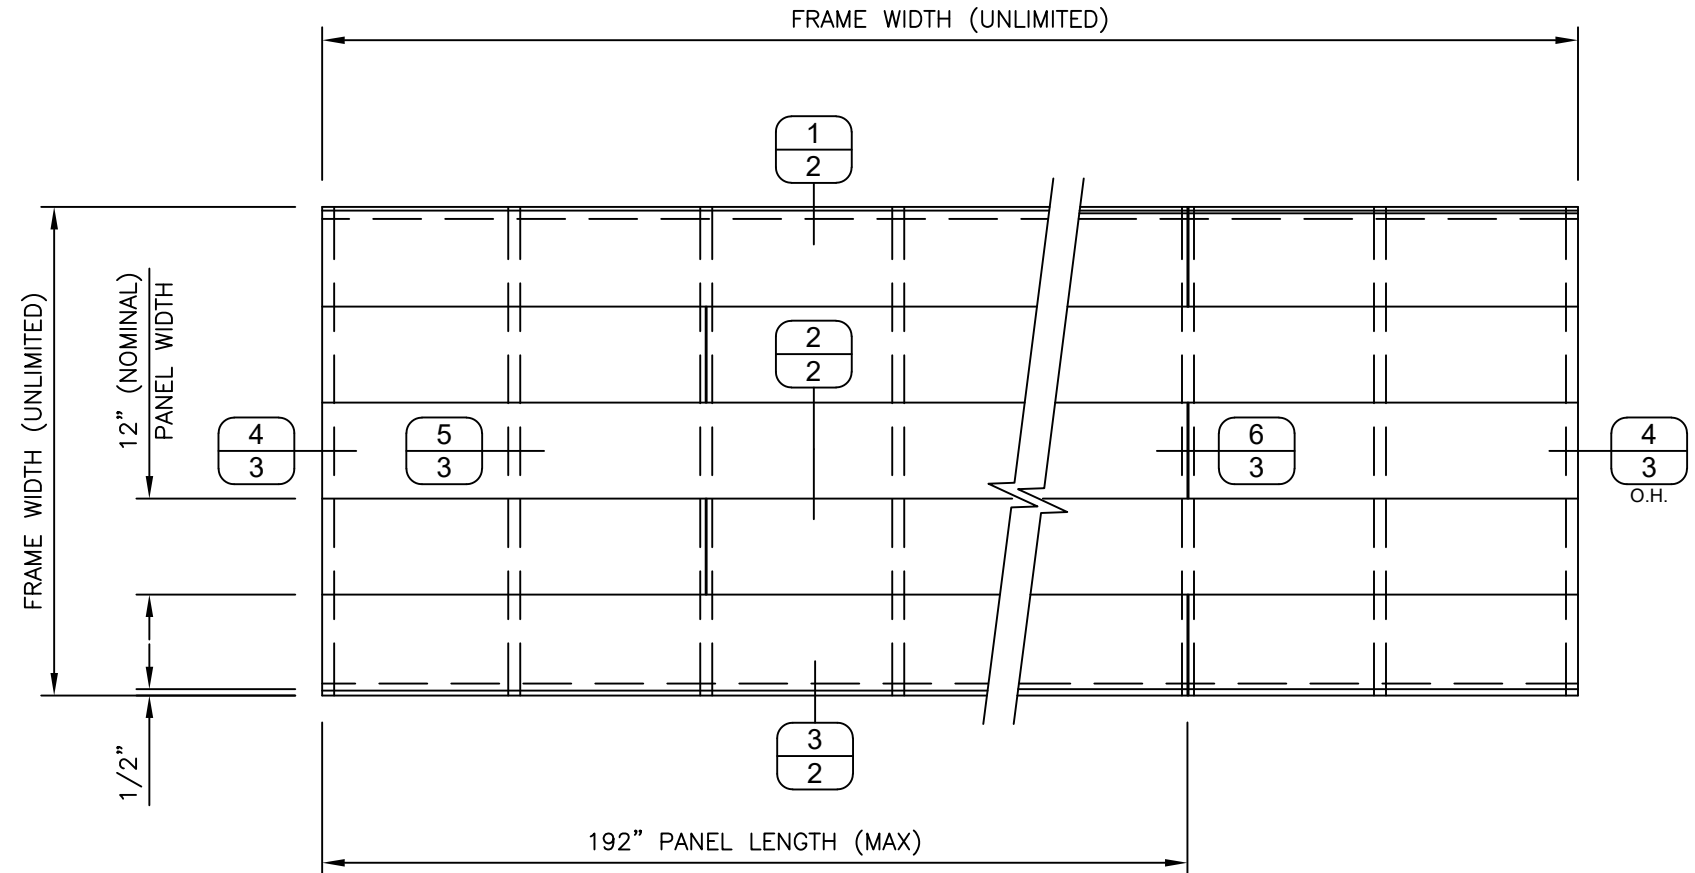 FRAME WIDTH (UNLIMITED)
1
2
FRAME WIDTH (UNLIMITED)
12” (NOMINAL)
PANEL WIDTH
2
2
4
3
5
3
6
3
4
3
O.H.
3
2
1/2”
192” PANEL LENGTH (MAX)